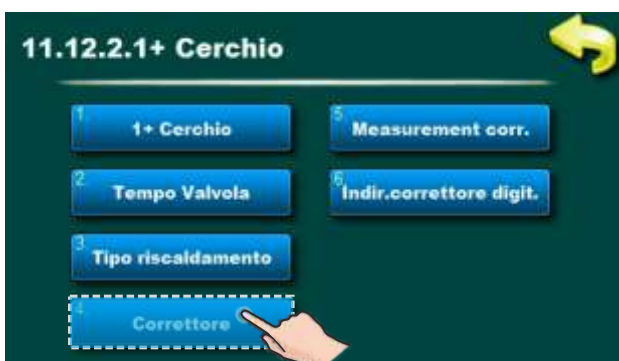 11.12.2.1+ Cerchio
1
1+ Cerchio
2
Tempo Valvola
3
Tipo riscaldamento
4
Correttore
5
Measurement corr.
6
Indir.correttore digit.